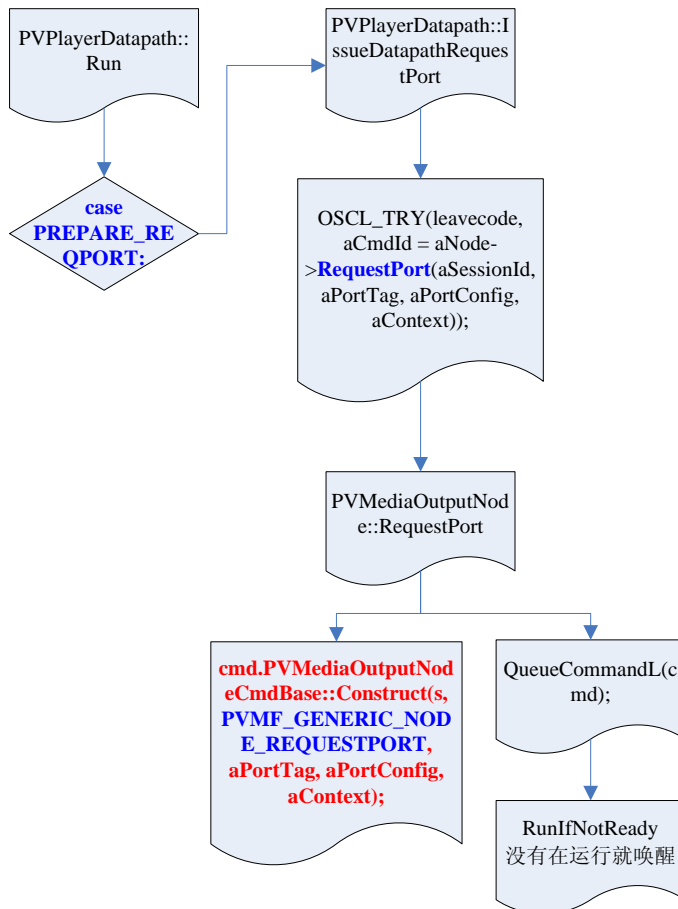 PVPlayerDatapath::
Run
PVPlayerDatapath::I
ssueDatapathReques
tPort
case
PREPARE_RE
QPORT:
OSCL_TRY(leavecode,
aCmdId = aNode-
>RequestPort(aSessionId,
aPortTag, aPortConfig,
aContext));
PVMediaOutputNod
e::RequestPort
cmd.PVMediaOutputNod
eCmdBase::Construct(s,
PVMF_GENERIC_NOD
E_REQUESTPORT,
aPortTag, aPortConfig,
aContext);
QueueCommandL(c
md);
RunIfNotReady
没有在运行就唤醒